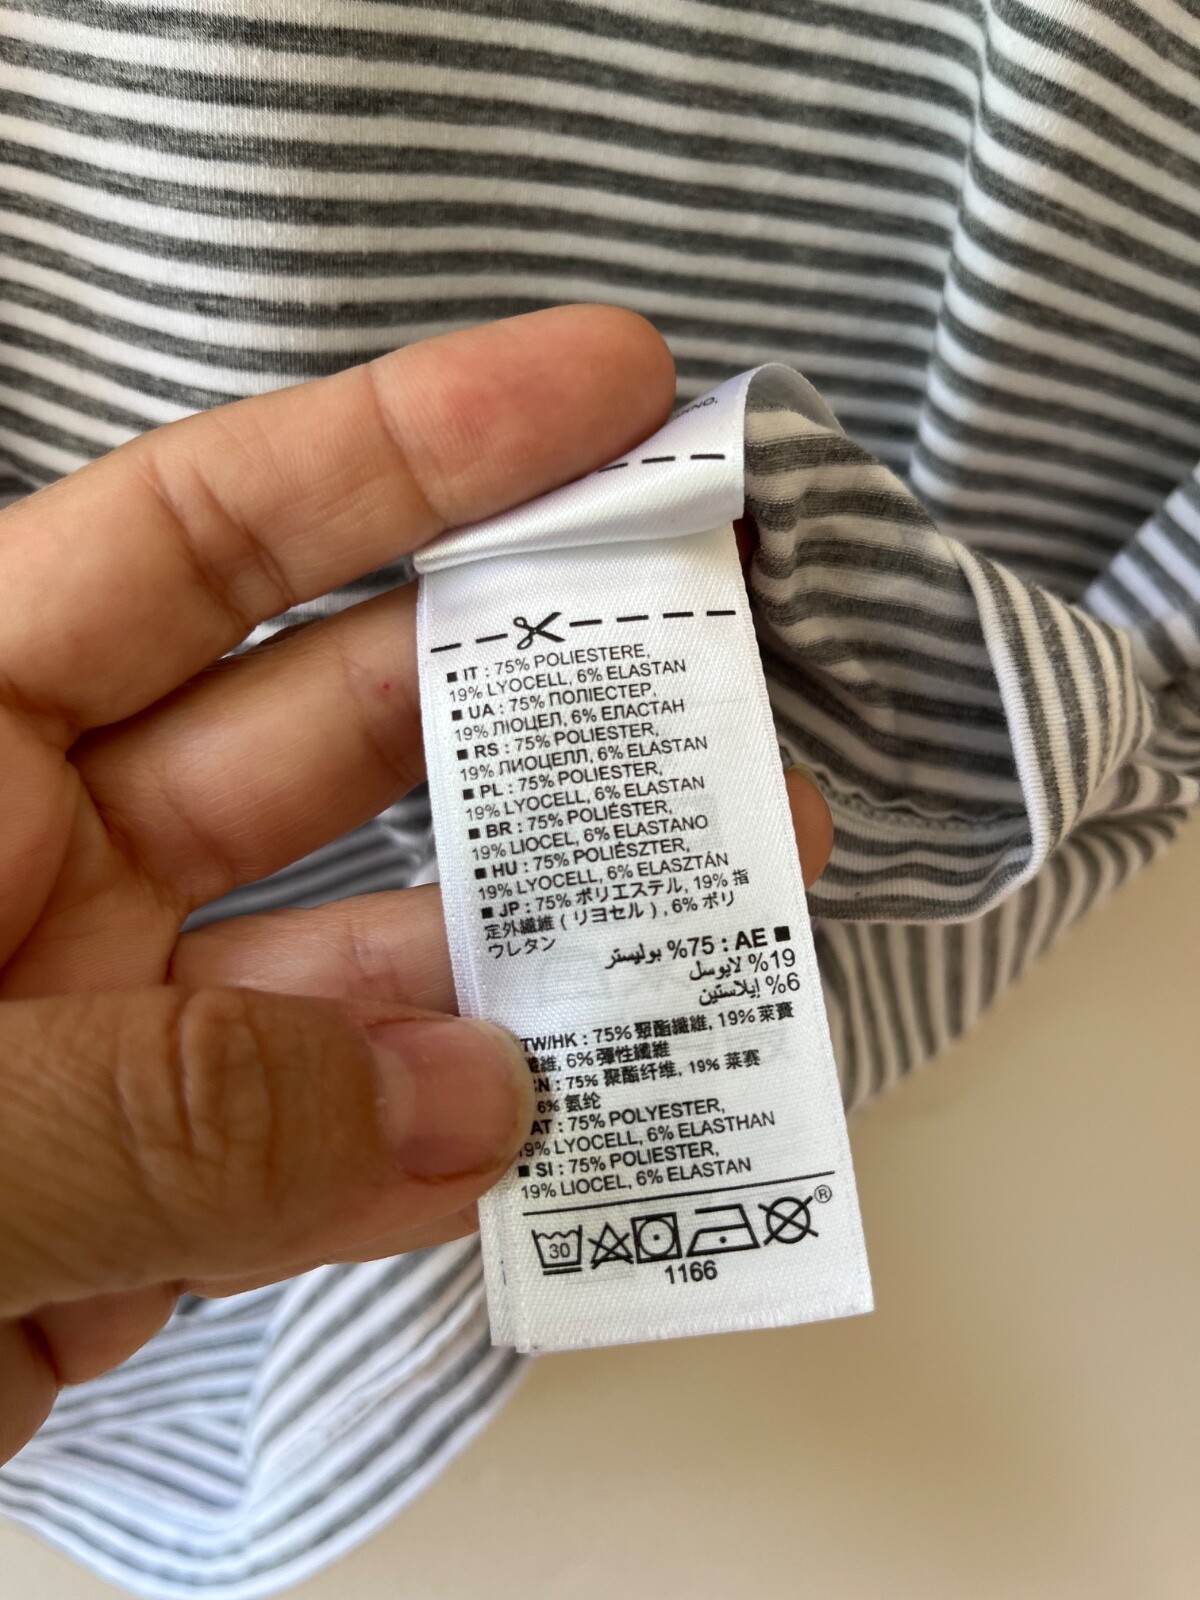 ■ IT : 75% POLIESTERE,
19% LYOCELL, 6% ELASTAN
■ UA : 75% ПОЛІЕСТЕР,
19% ЛІОЦЕЛ, 6% ЕЛАСТАН
■ RS : 75% POLIESTER,
19% ЛИОЦЕЛЛ, 6% ELASTAN
■ PL : 75% POLIESTER,
19% LYOCELL, 6% ELASTAN
■ BR : 75% POLIÉSTER,
19% LIOCEL, 6% ELASTANO
■ HU : 75% POLIÉSZTER,
19% LYOCELL, 6% ELASZTÁN
■ JP : 75% ポリエステル, 19% 指
定外繊維 ( リヨセル ) , 6% ポリ
ウレタン
■ AE : 75% بوليستر
19% لايوسل
6% إيلاستين
TW/HK : 75% 聚酯纖維, 19% 萊賽
維, 6% 彈性纖維
: 75% 聚酯纤维, 19% 莱赛
6% 氨纶
AT : 75% POLYESTER,
19% LYOCELL, 6% ELASTHAN
■ SI : 75% POLIESTER,
19% LIOCEL, 6% ELASTAN
30
®
1166